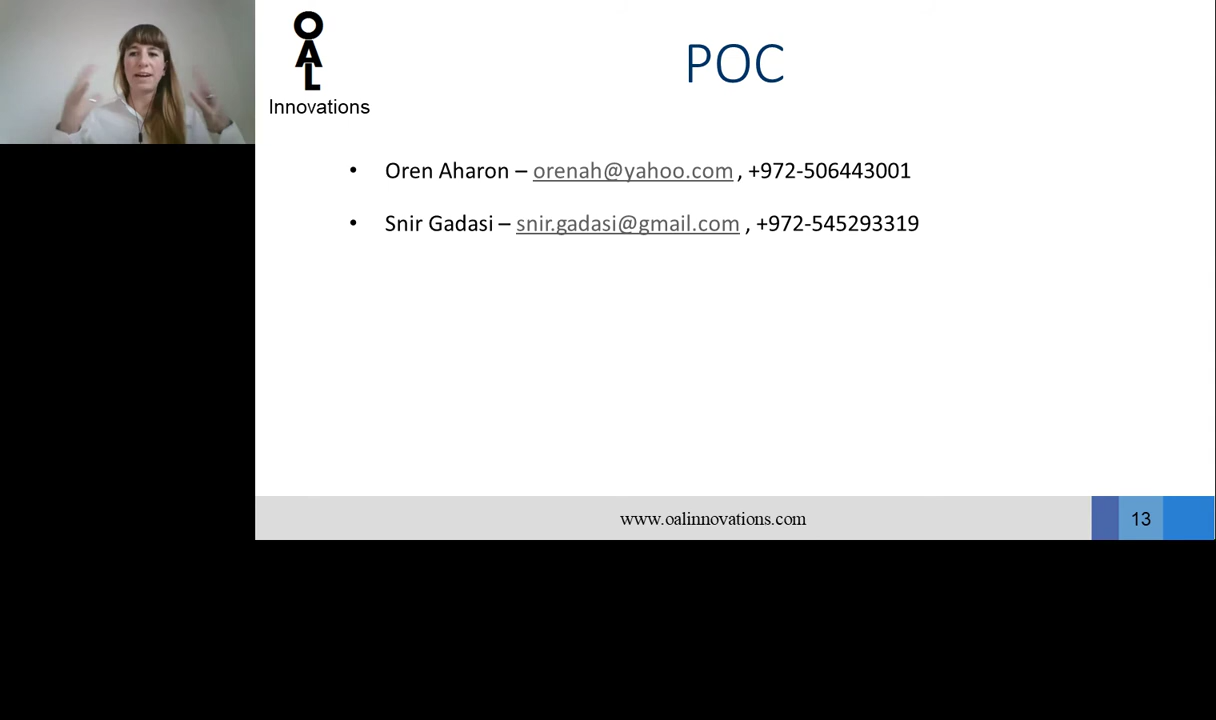 OAL
Innovations
POC
• Oren Aharon – orenah@yahoo.com , +972-506443001
• Snir Gadasi – snir.gadasi@gmail.com , +972-545293319
www.oalinnovations.com
13